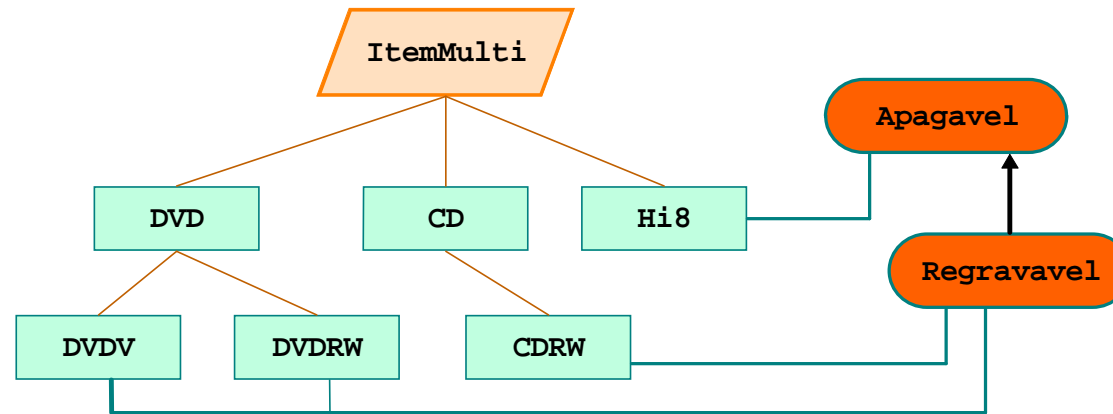 ItemMulti
Apagavel
DVD
CD
Hi8
Regravavel
DVDV
DVDRW
CDRW